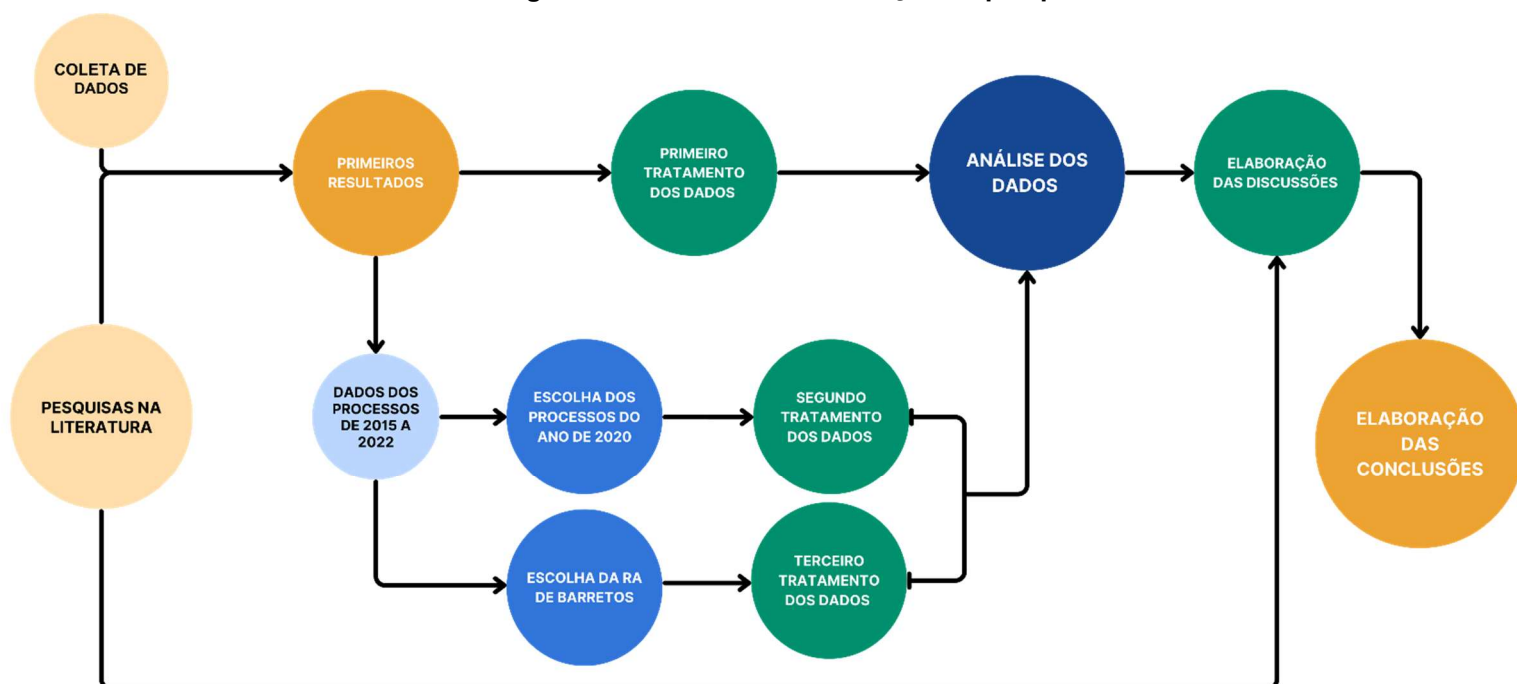 COLETA DE
DADOS
PRIMEIROS
RESULTADOS
PRIMEIRO
TRATAMENTO
DOS DADOS
ANÁLISE DOS
DADOS
ELABORAÇÃO
DAS DISCUSSÕES
PESQUISAS NA
LITERATURA
DADOS DOS
PROCESSOS
DE 2015 A
2022
ESCOLHA DOS
PROCESSOS DO
ANO DE 2020
SEGUNDO
TRATAMENTO
DOS DADOS
ELABORAÇÃO
DAS
CONCLUSÕES
ESCOLHA DA RA
DE BARRETOS
TERCEIRO
TRATAMENTO
DOS DADOS